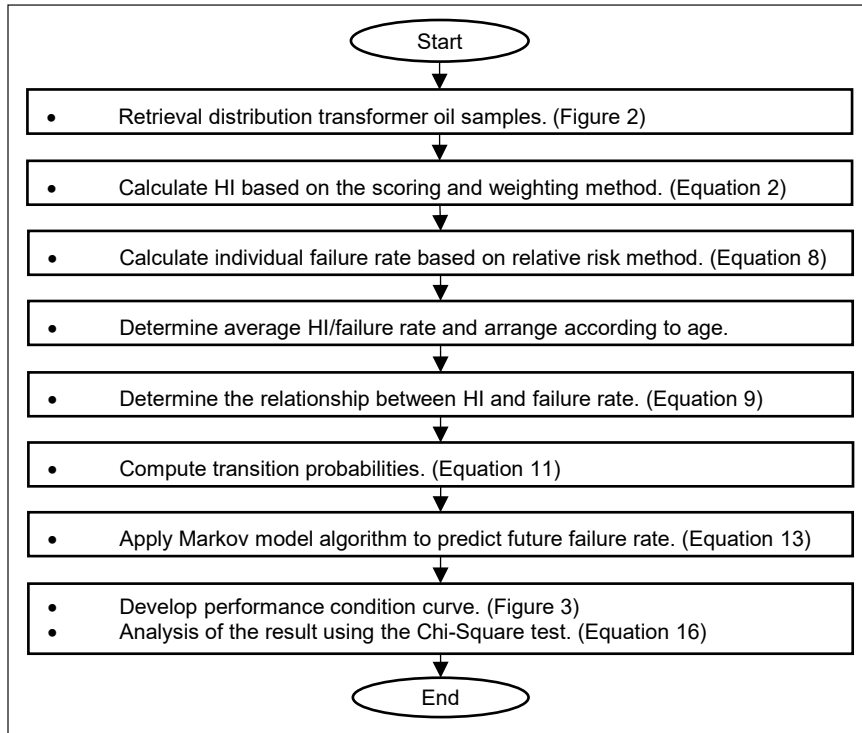 Start
• Retrieval distribution transformer oil samples. (Figure 2)
• Calculate HI based on the scoring and weighting method. (Equation 2)
• Calculate individual failure rate based on relative risk method. (Equation 8)
• Determine average HI/failure rate and arrange according to age.
• Determine the relationship between HI and failure rate. (Equation 9)
• Compute transition probabilities. (Equation 11)
• Apply Markov model algorithm to predict future failure rate. (Equation 13)
• Develop performance condition curve. (Figure 3)
• Analysis of the result using the Chi-Square test. (Equation 16)
End